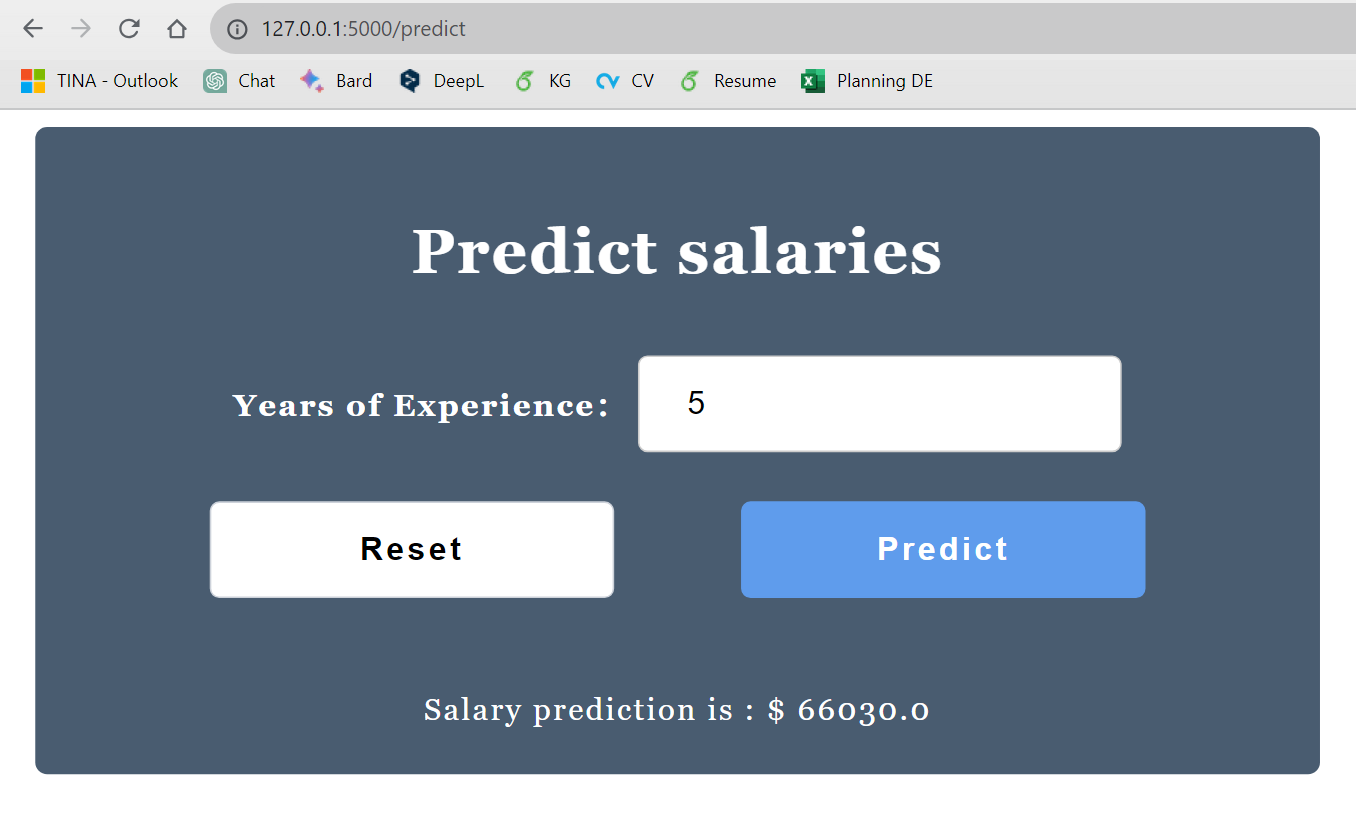 127.0.0.1:5000/predict
TINA - Outlook Chat Bard DeepL KG CV Resume Planning DE
Predict salaries
Years of Experience: 5
Reset Predict
Salary prediction is : $ 66030.0